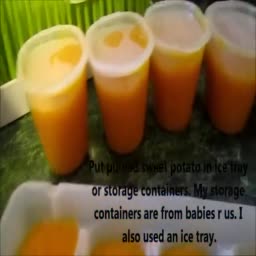 Put pureed sweet potato in ice tray
or storage containers. My storage
containers are from babies r us. I
also used an ice tray.